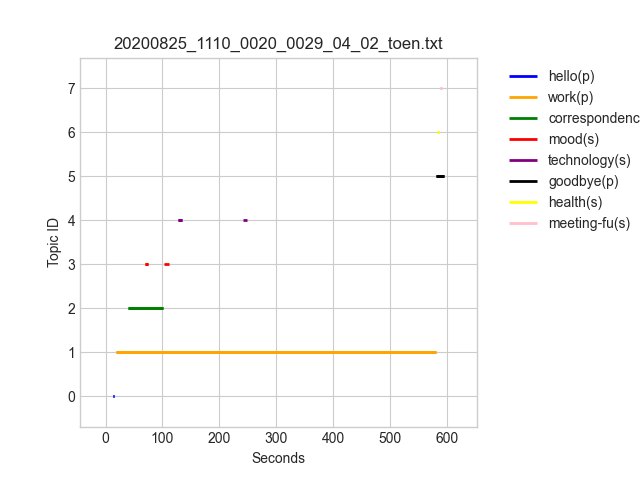 20200825_1110_0020_0029_04_02_toen.txt
7
6
5
4
3
2
1
0
Topic ID
0 100 200 300 400 500 600
Seconds
hello(p)
work(p)
correspondenc
mood(s)
technology(s)
goodbye(p)
health(s)
meeting-fu(s)